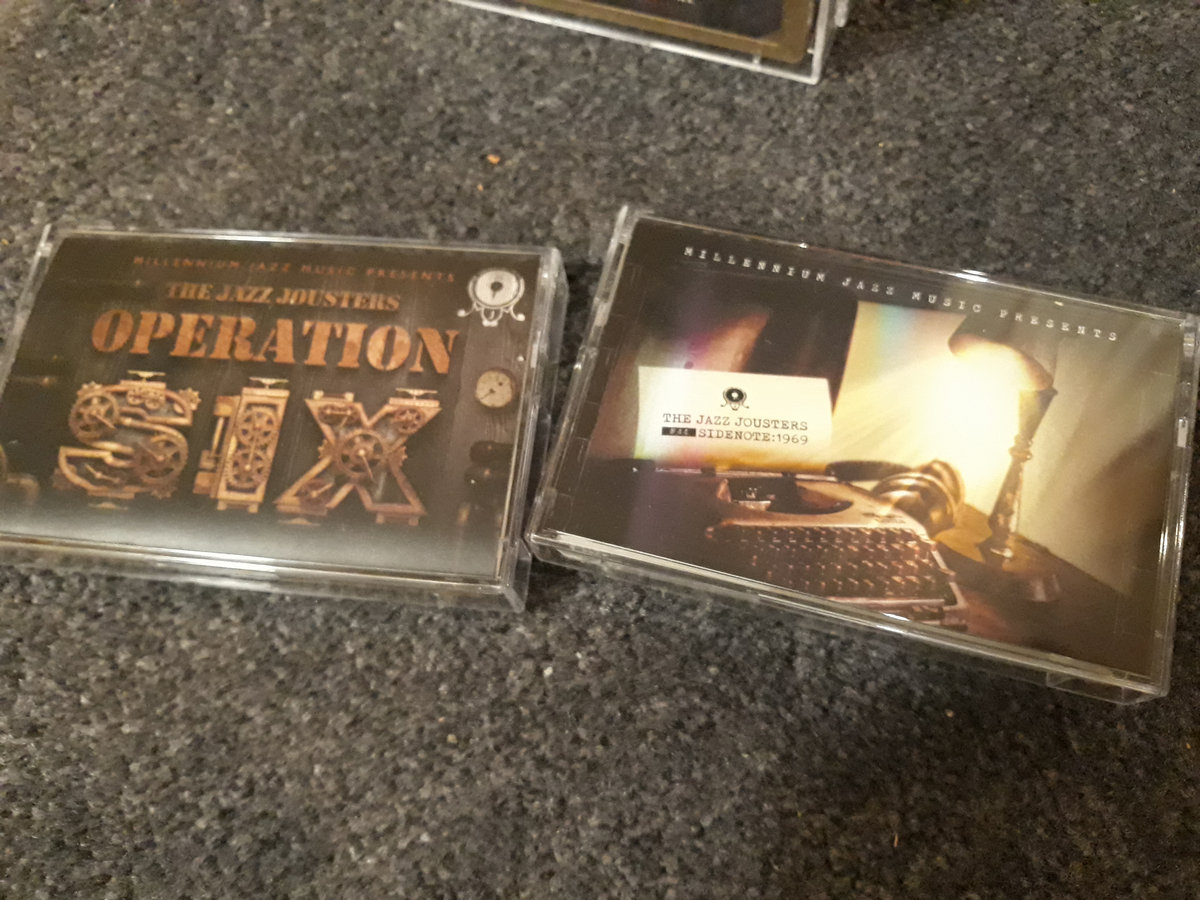 MILLENNIUM JAZZ MUSIC PRESENTS
THE JAZZ JOUSTERS
OPERATION
SIX
MILLENNIUM JAZZ MUSIC PRESENTS
THE JAZZ JOUSTERS
SIDENOTE:1969